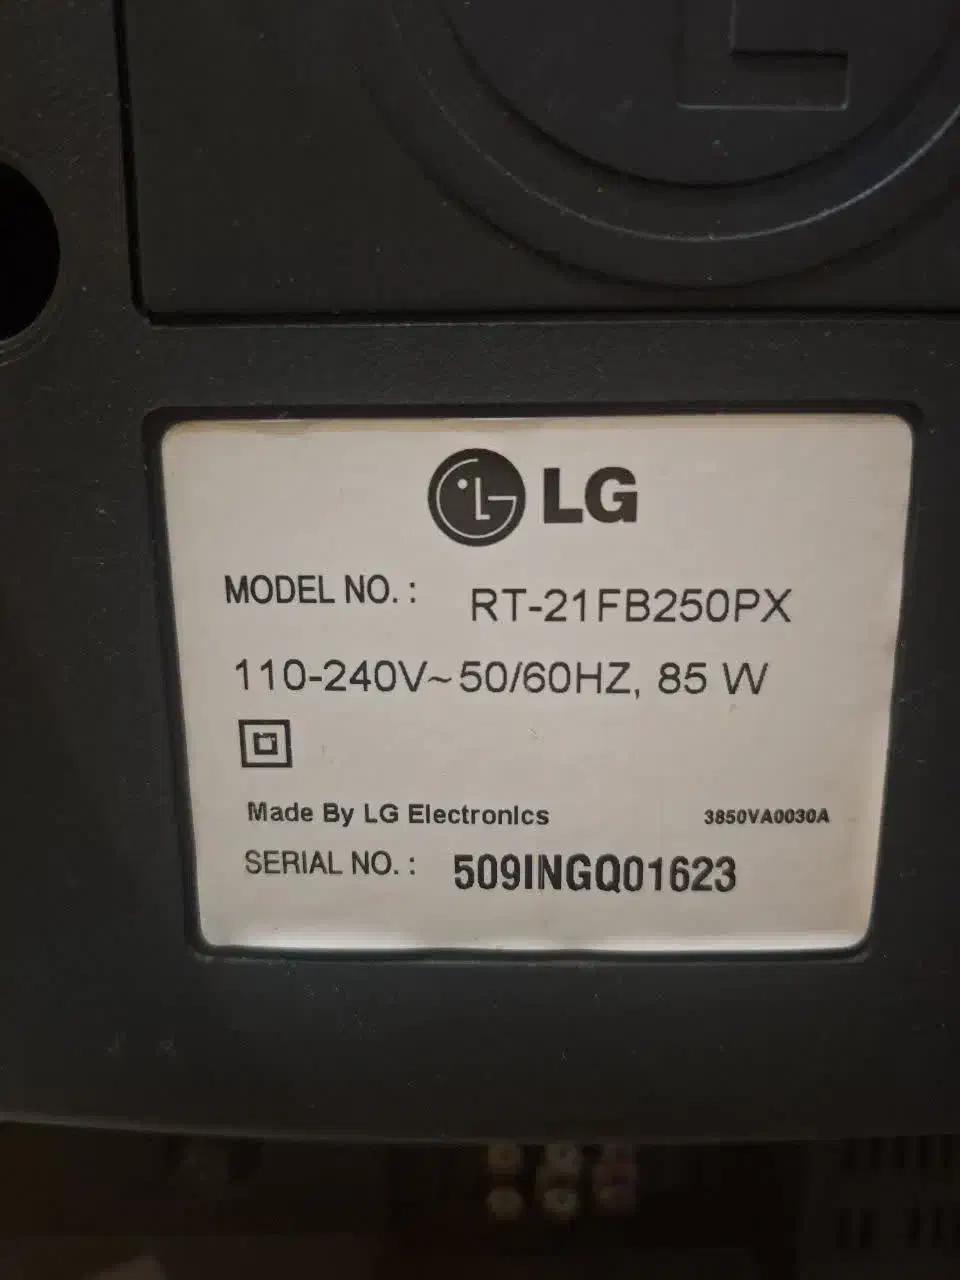 LG
MODEL NO. : RT-21FB250PX
110-240V~50/60HZ, 85 W
Made By LG Electronics 3850VA0030A
SERIAL NO. : 509INGQ01623